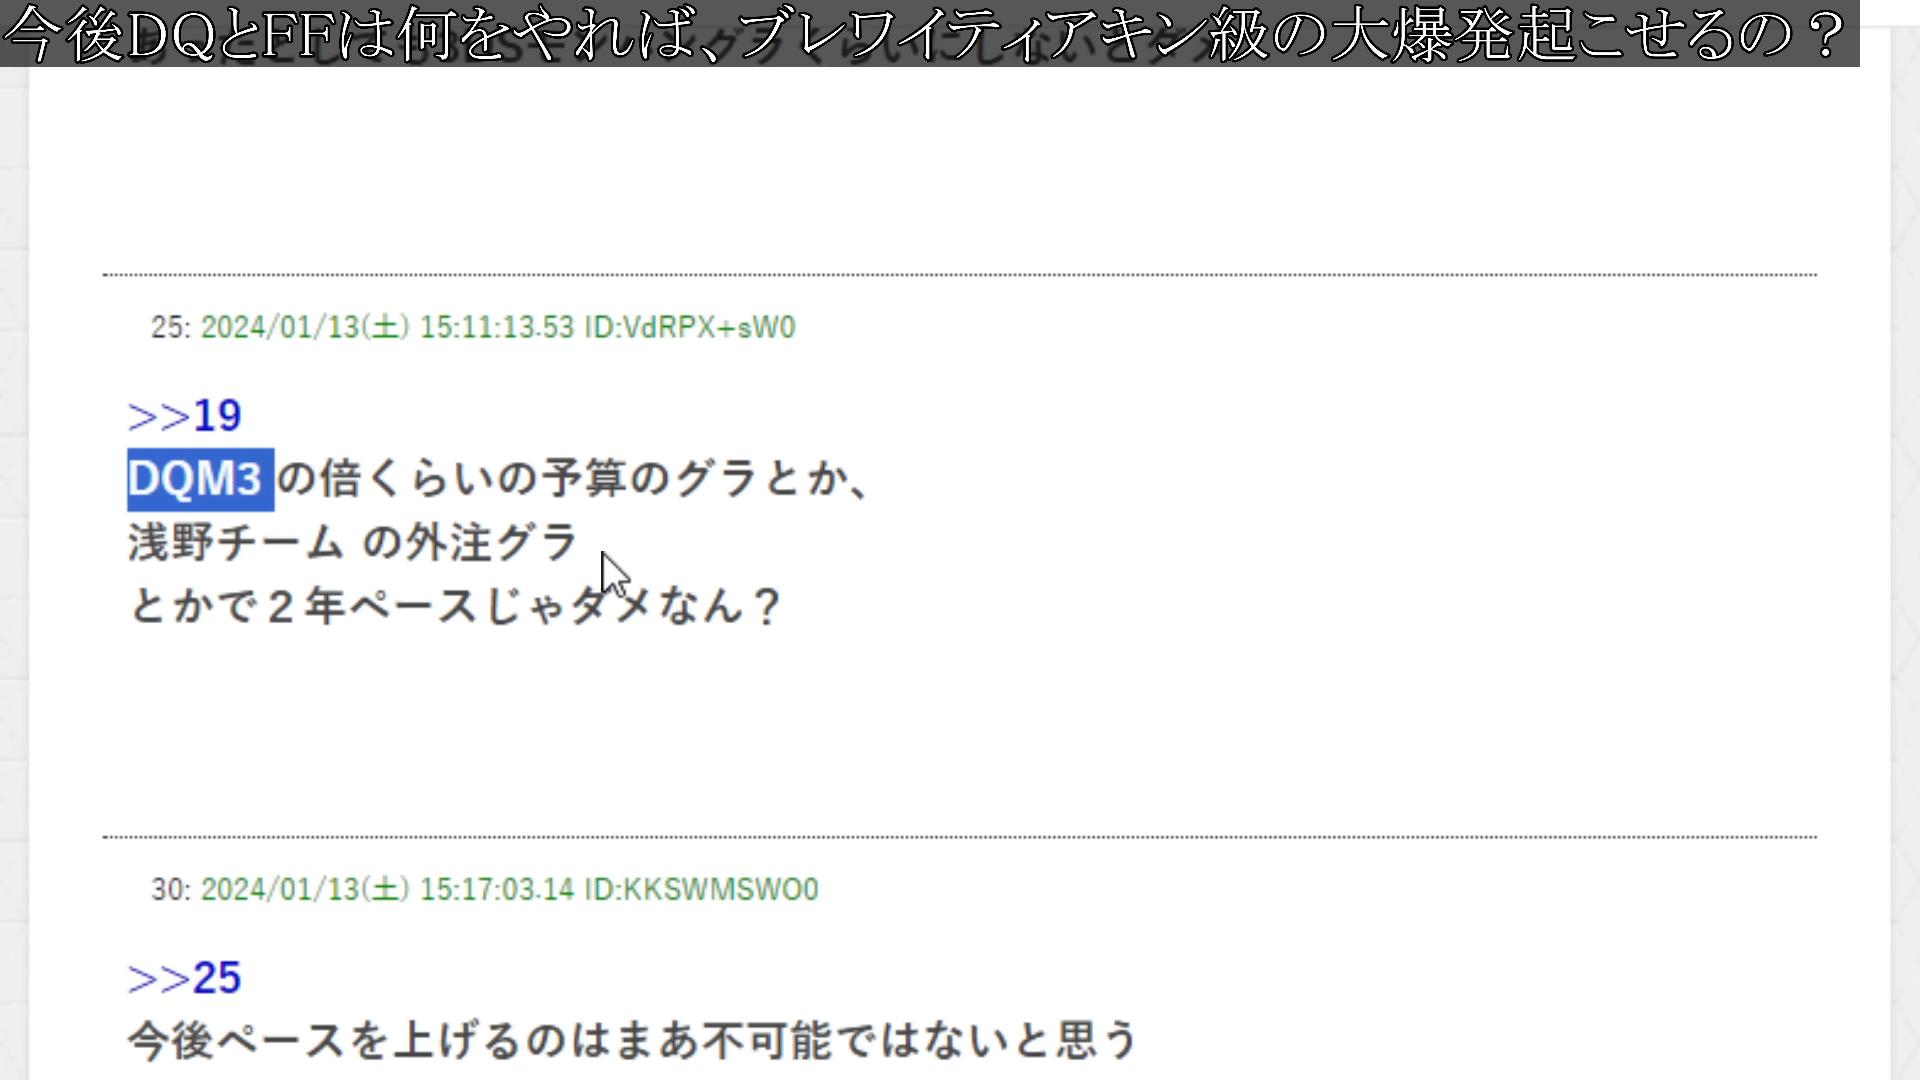 今後DQとFFは何をやれば、ブレワイティアキン級の大爆発起こせるの？
25: 2024/01/13(土) 15:11:13.53 ID:VdRPX+sW0
>>19
DQM3 の倍くらいの予算のグラとか、
浅野チーム の外注グラ
とかで２年ペースじゃダメなん？
30: 2024/01/13(土) 15:17:03.14 ID:KKSWMSWO0
>>25
今後ペースを上げるのはまあ不可能ではないと思う